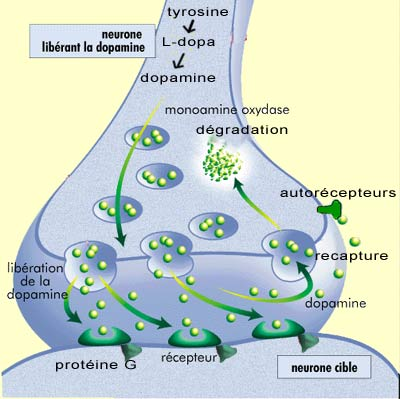 tyrosine
neurone
libérant la dopamine
L-dopa
dopamine
monoamine oxydase
dégradation
autorécepteurs
recapture
libération
de la
dopamine
dopamine
protéine G
récepteur
neurone cible